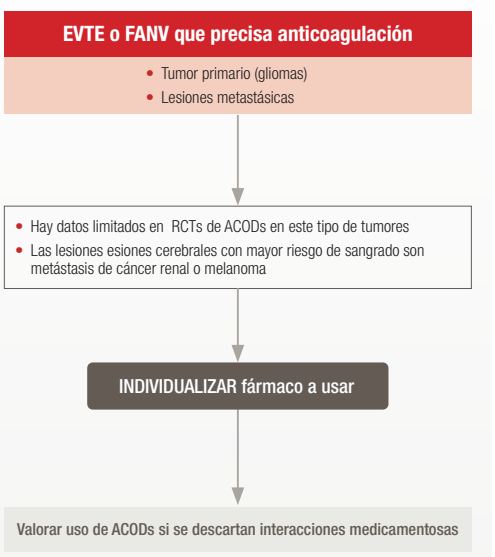 EVTE o FANV que precisa anticoagulación
• Tumor primario (gliomas)
• Lesiones metastásicas
• Hay datos limitados en RCTs de ACODs en este tipo de tumores
• Las lesiones esiones cerebrales con mayor riesgo de sangrado son
metástasis de cáncer renal o melanoma
INDIVIDUALIZAR fármaco a usar
Valorar uso de ACODs si se descartan interacciones medicamentosas